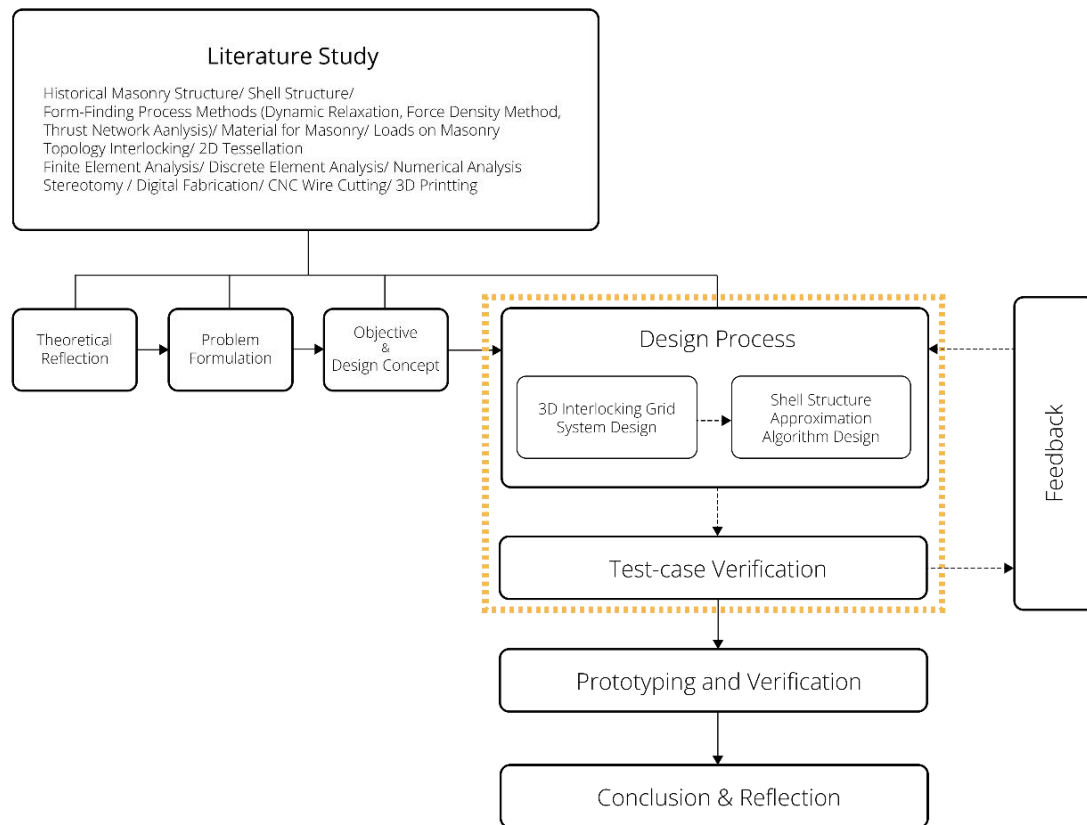 Literature Study
Historical Masonry Structure/ Shell Structure/
Form-Finding Process Methods (Dynamic Relaxation, Force Density Method,
Thrust Network Aanlysis)/ Material for Masonry/ Loads on Masonry
Topology Interlocking/ 2D Tessellation
Finite Element Analysis/ Discrete Element Analysis/ Numerical Analysis
Stereotomy / Digital Fabrication/ CNC Wire Cutting/ 3D Printting
Theoretical
Reflection
Problem
Formulation
Objective
&
Design Concept
Design Process
3D Interlocking Grid
System Design
Shell Structure
Approximation
Algorithm Design
Test-case Verification
Feedback
Prototyping and Verification
Conclusion & Reflection